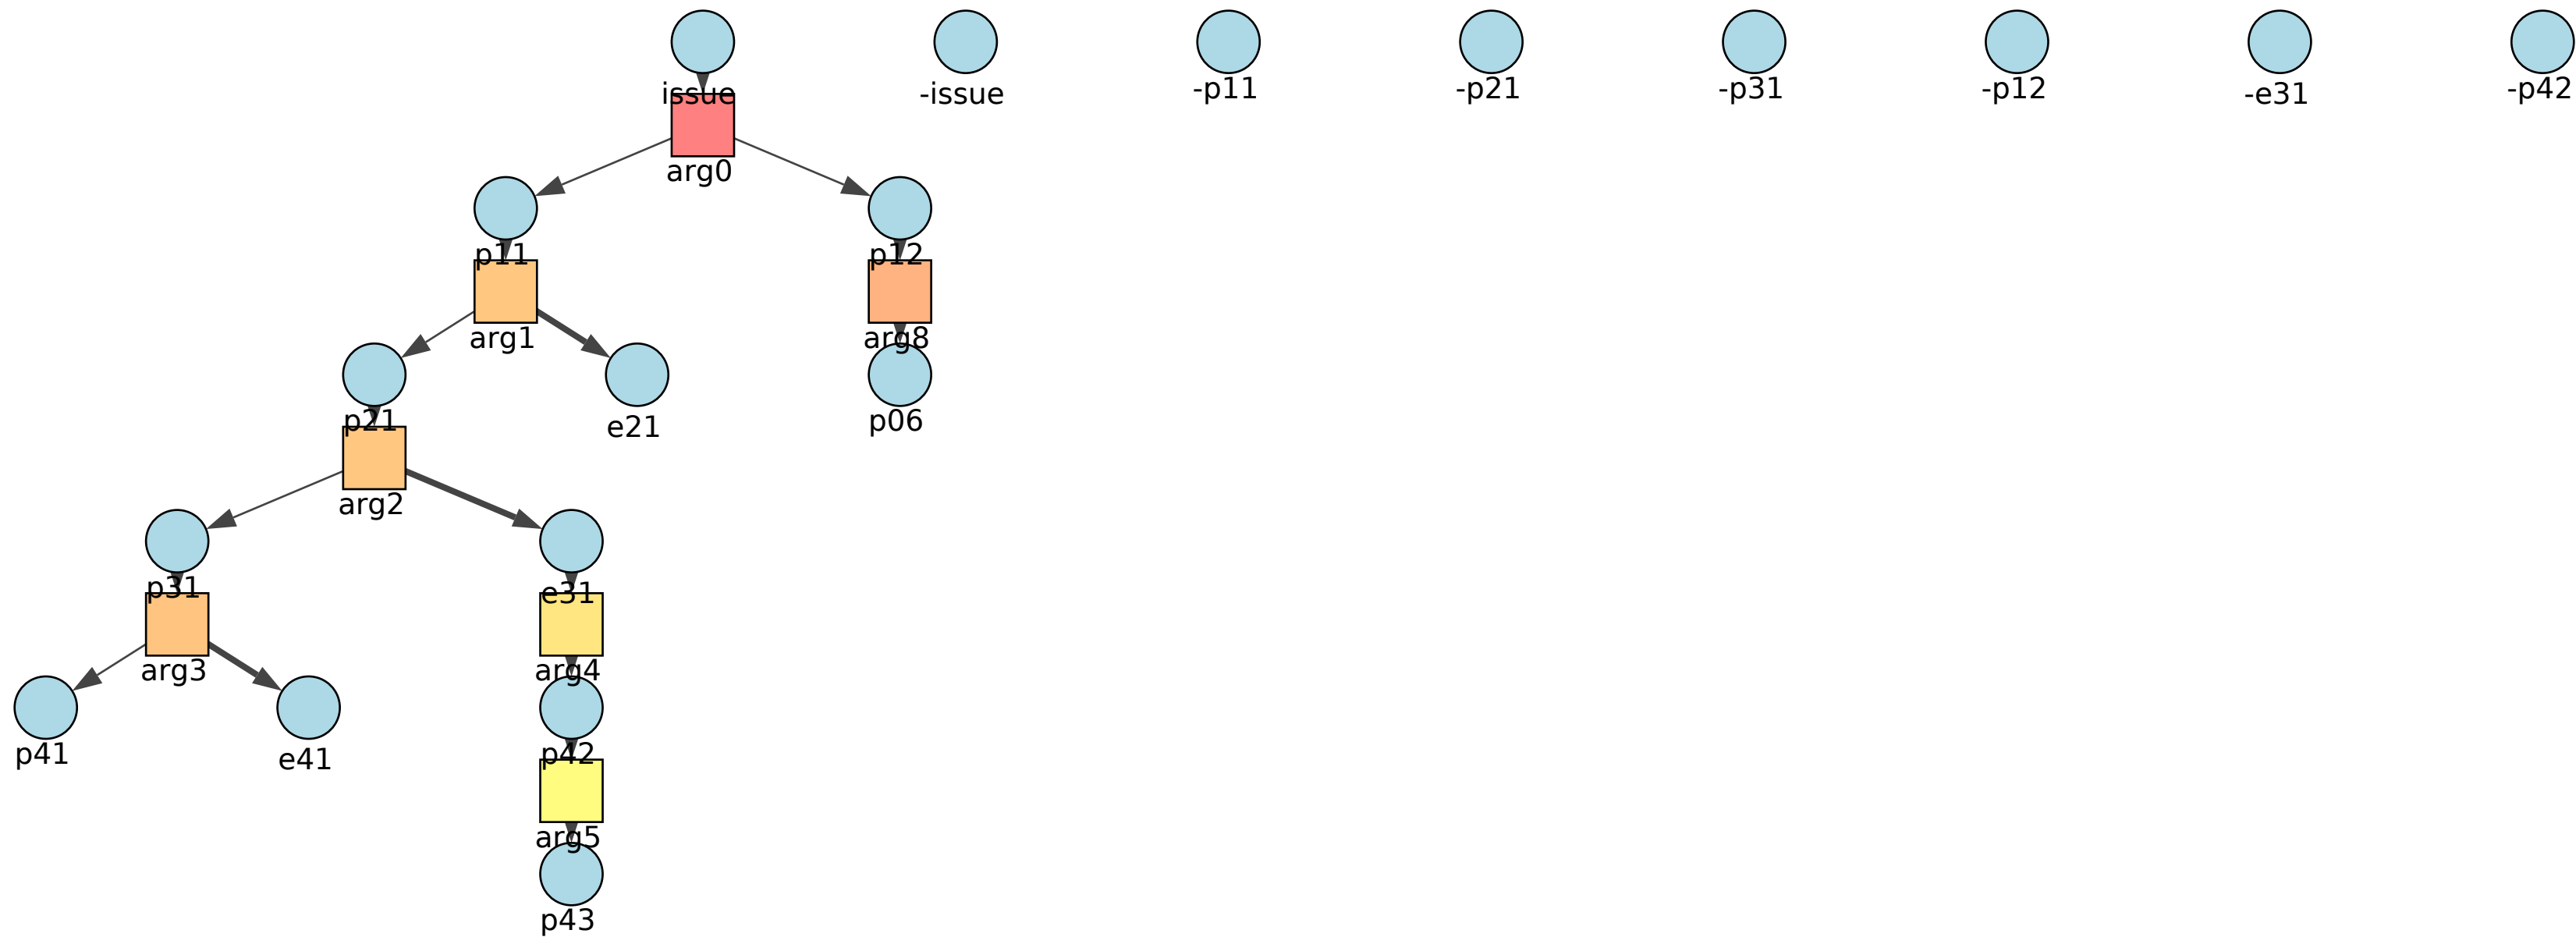 issue
-issue
-p11
-p21
-p31
-p12
-e31
-p42
arg0
p11
p12
arg1
arg8
p21
e21
p06
arg2
p31
e31
arg3
arg4
p41
e41
p42
arg5
p43